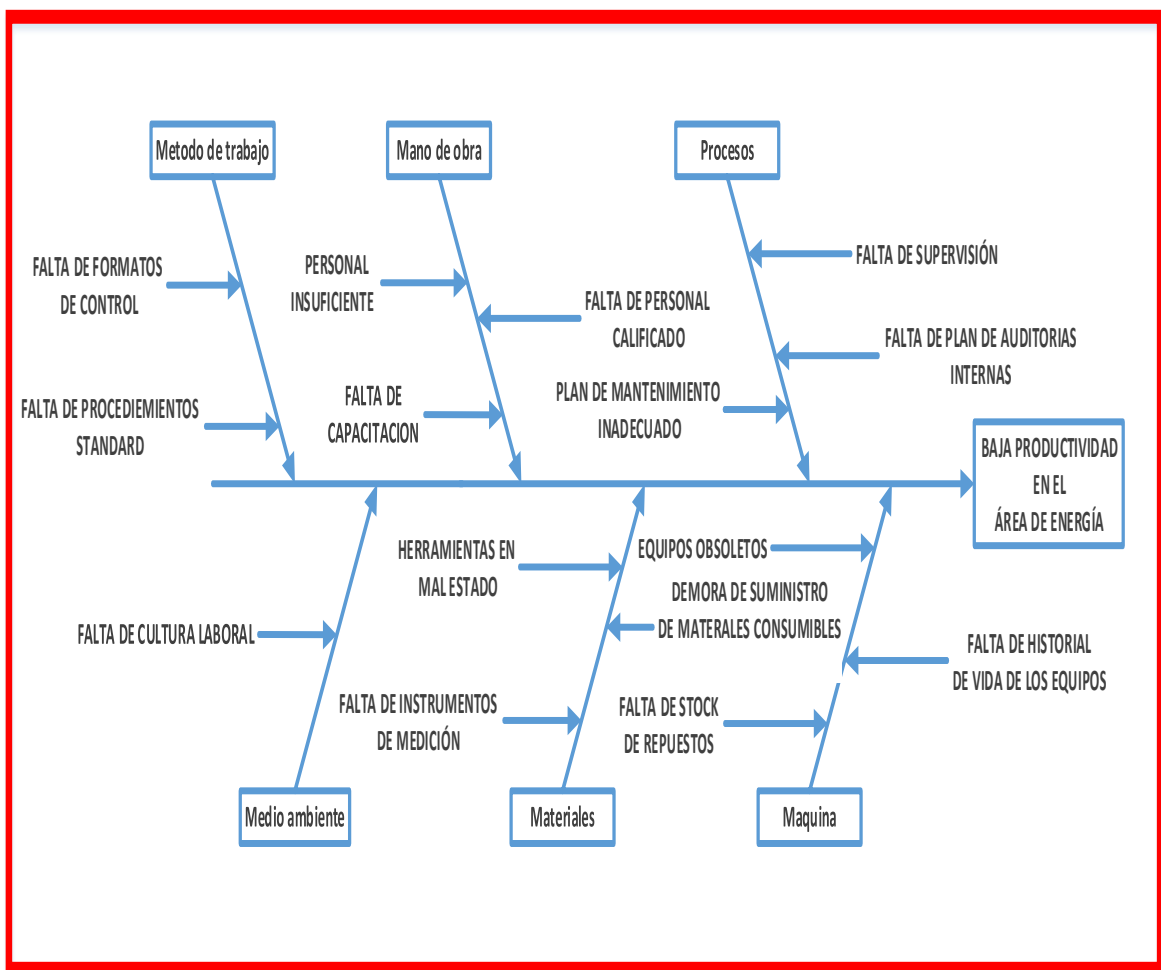 Metodo de trabajo
Mano de obra
Procesos
FALTA DE FORMATOS
DE CONTROL
PERSONAL
INSUFICIENTE
FALTA DE SUPERVISIÓN
FALTA DE PERSONAL
CALIFICADO
FALTA DE PLAN DE AUDITORIAS
INTERNAS
FALTA DE PROCEDIEMIENTOS
STANDARD
FALTA DE
CAPACITACION
PLAN DE MANTENIMIENTO
INADECUADO
BAJA PRODUCTIVIDAD
EN EL
ÁREA DE ENERGÍA
HERRAMIENTAS EN
MAL ESTADO
EQUIPOS OBSOLETOS
DEMORA DE SUMINISTRO
DE MATERALES CONSUMIBLES
FALTA DE CULTURA LABORAL
FALTA DE HISTORIAL
DE VIDA DE LOS EQUIPOS
FALTA DE INSTRUMENTOS
DE MEDICIÓN
FALTA DE STOCK
DE REPUESTOS
Medio ambiente
Materiales
Maquina